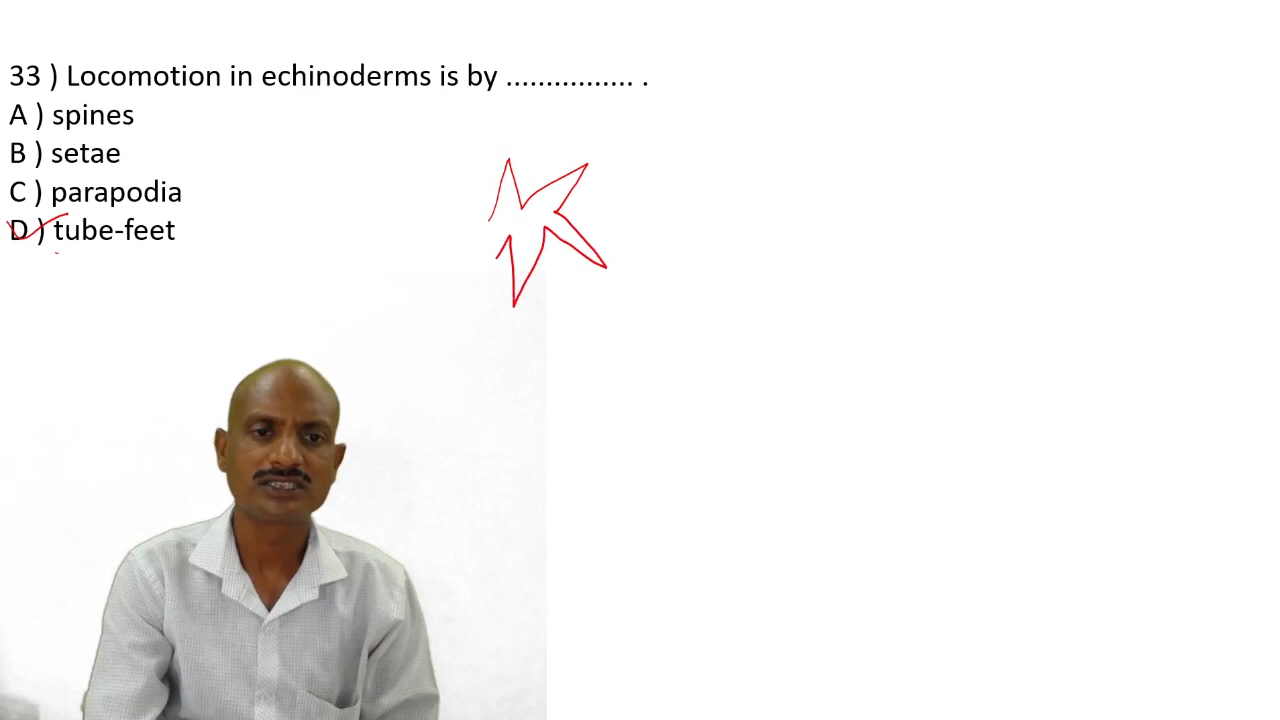 33 ) Locomotion in echinoderms is by ................ .
A ) spines
B ) setae
C ) parapodia
D ) tube-feet